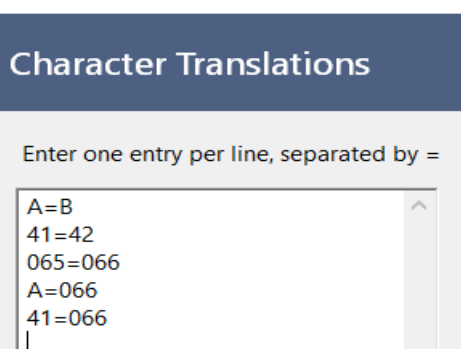 Character Translations
Enter one entry per line, separated by =
A=B
41=42
065=066
A=066
41=066